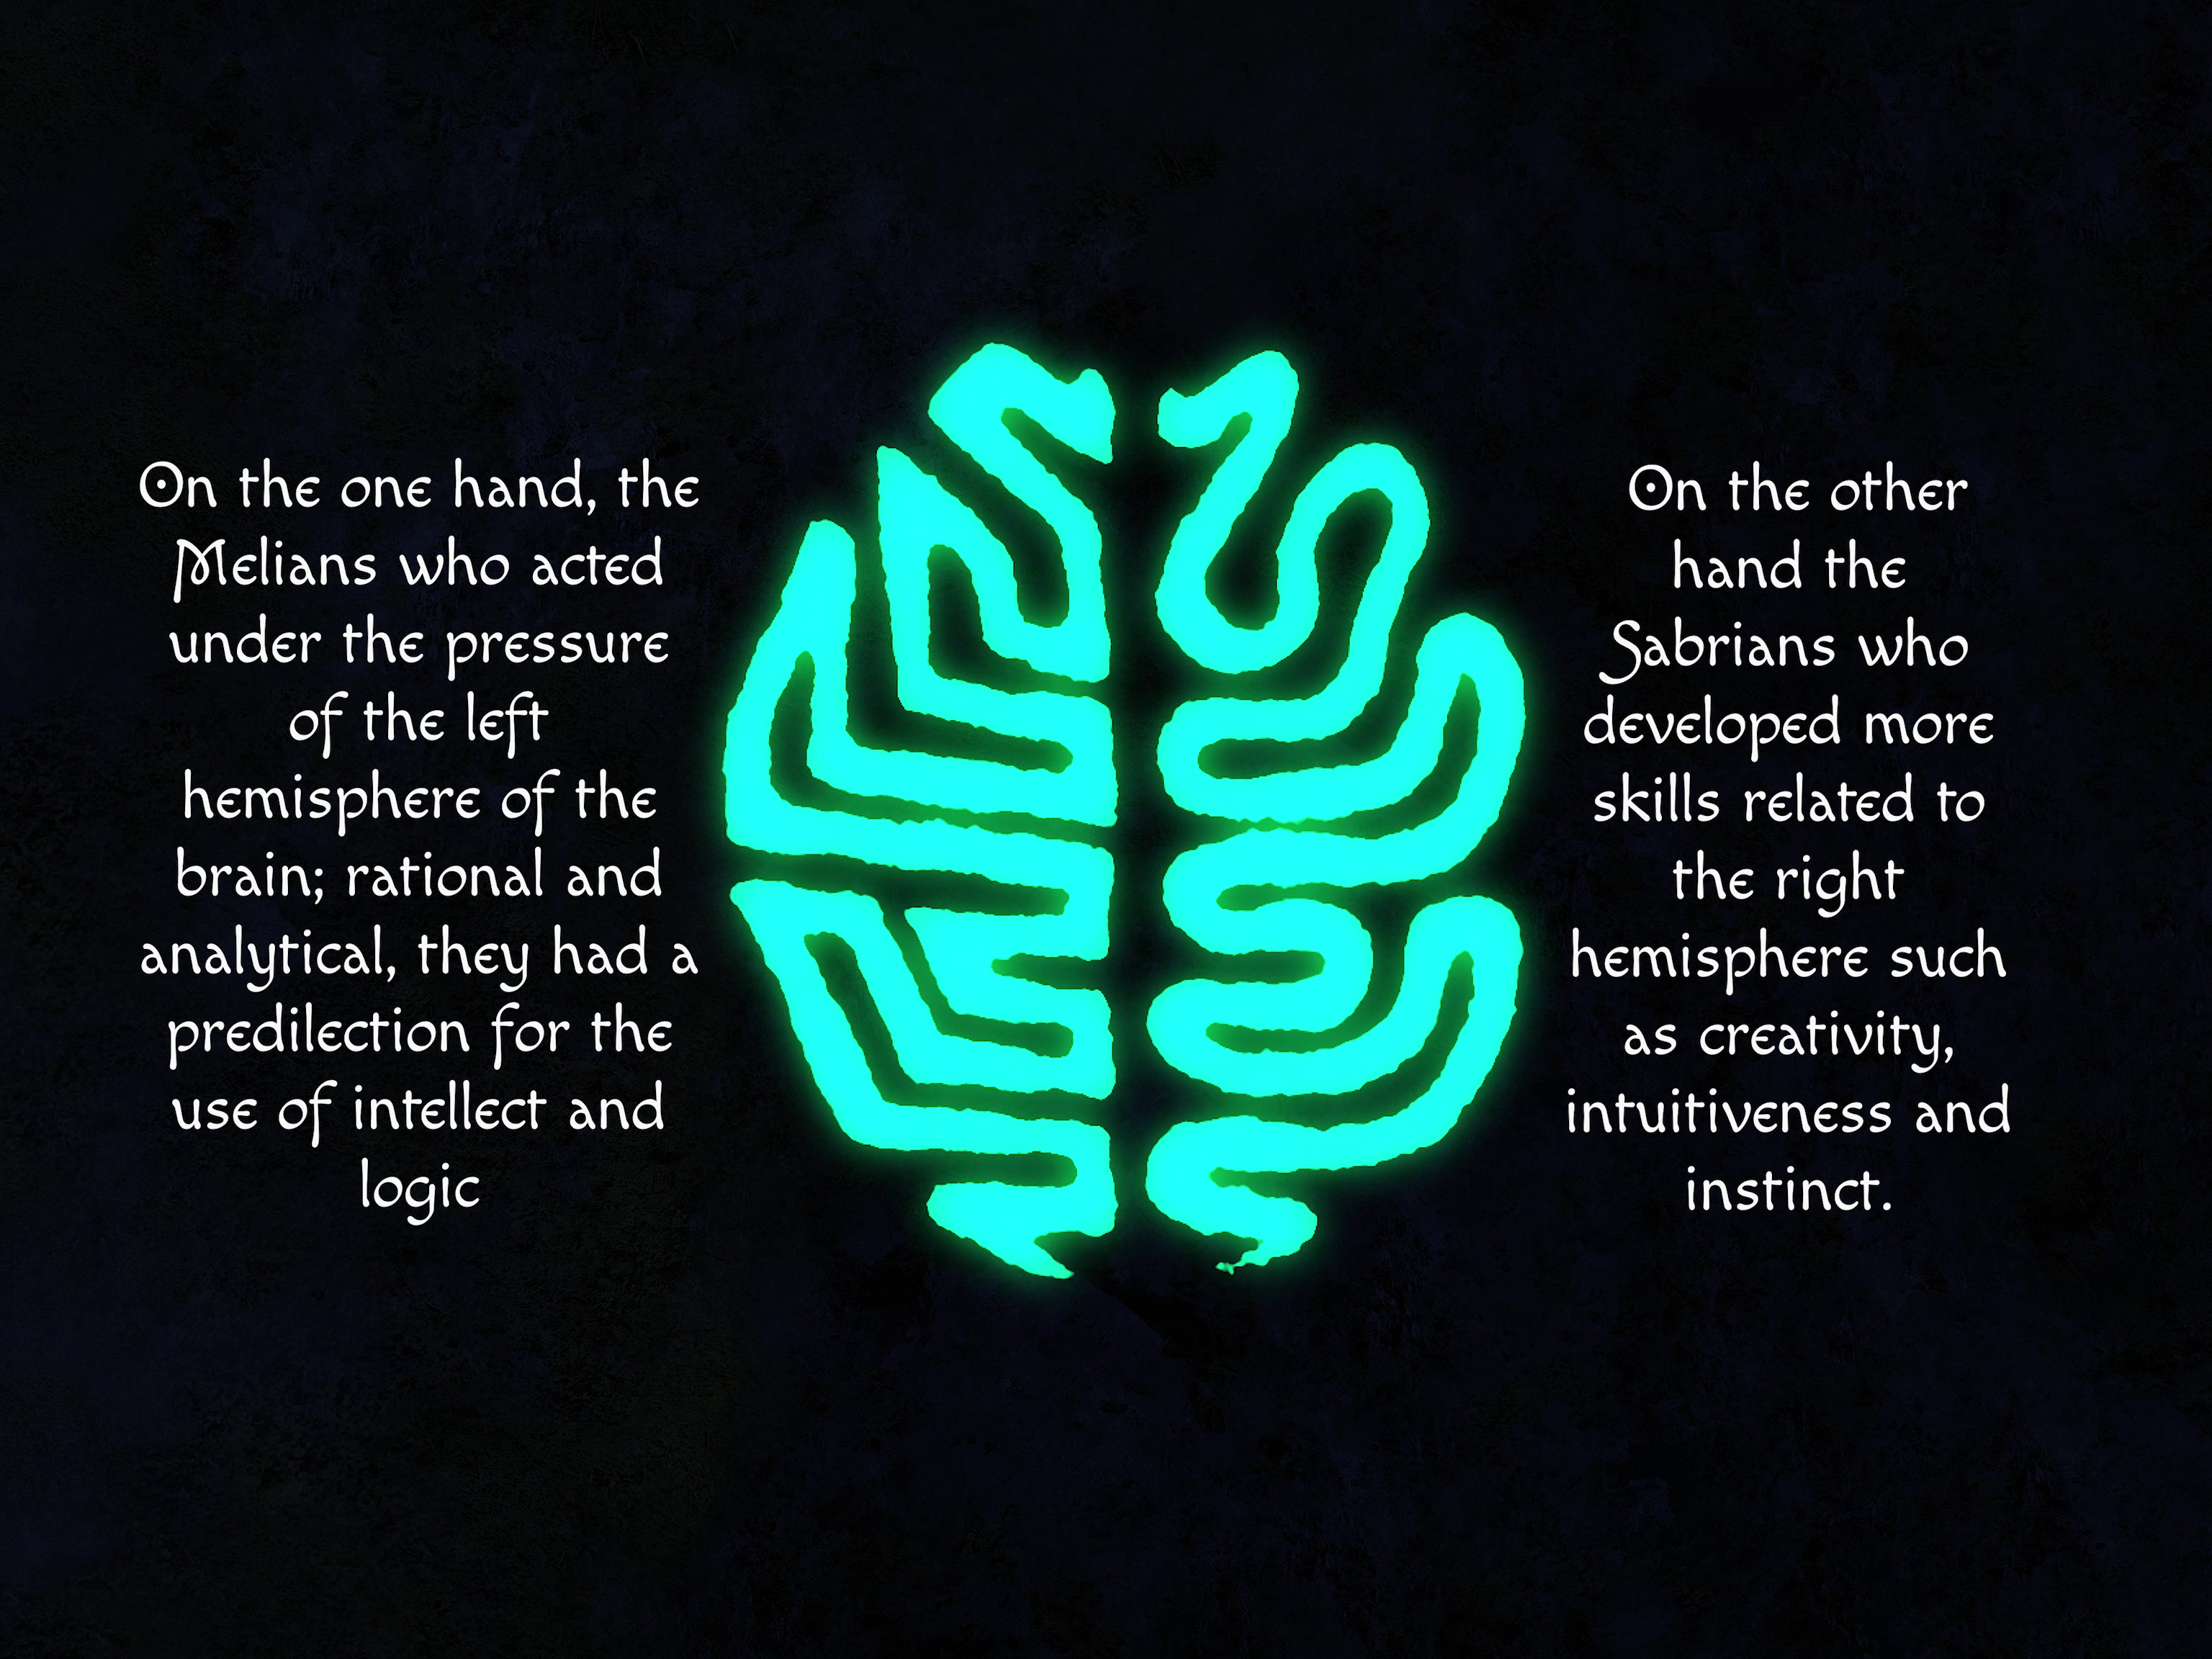 On the one hand, the
Melians who acted
under the pressure
of the left
hemisphere of the
brain; rational and
analytical, they had a
predilection for the
use of intellect and
logic
On the other
hand the
Sabrians who
developed more
skills related to
the right
hemisphere such
as creativity,
intuitiveness and
instinct.